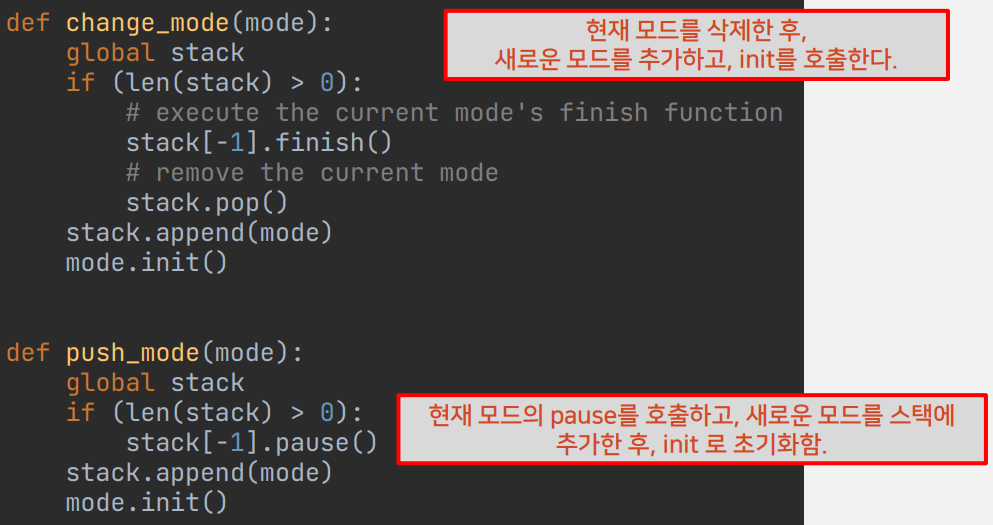 def change_mode(mode):
    global stack
    if (len(stack) > 0):
        # execute the current mode's finish function
        stack[-1].finish()
        # remove the current mode
        stack.pop()
    stack.append(mode)
    mode.init()
현재 모드를 삭제한 후,
새로운 모드를 추가하고, init를 호출한다.
def push_mode(mode):
    global stack
    if (len(stack) > 0):
        stack[-1].pause()
    stack.append(mode)
    mode.init()
현재 모드의 pause를 호출하고, 새로운 모드를 스택에
추가한 후, init 로 초기화함.